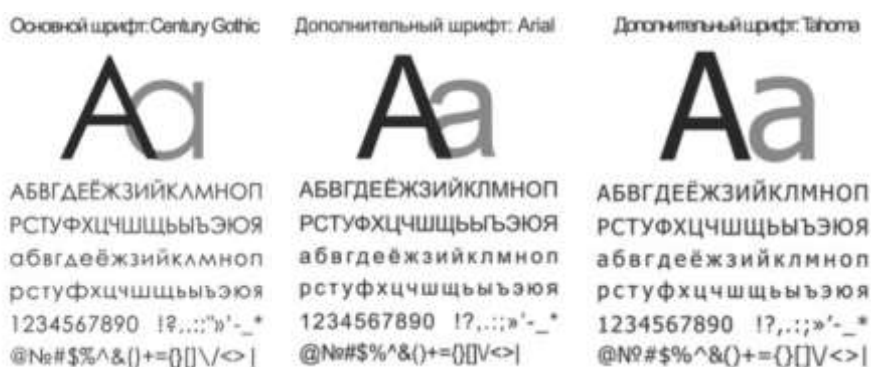 Основной шрифт: Century Gothic
Aa
АБВГДЕЁЖЗИЙКЛМНОП
РСТУФХЦЧШЩЬЫЪЭЮЯ
абвгдеёжзийклмноп
рстуфхцчшщьыъэюя
1234567890 !?,.:;"»'-_*
@№#$%^&()+={}[]\/<>|
Дополнительный шрифт: Arial
Aa
АБВГДЕЁЖЗИЙКЛМНОП
РСТУФХЦЧШЩЬЫЪЭЮЯ
абвгдеёжзийклмноп
рстуфхцчшщьыъэюя
1234567890 !?,.:;»'-_*
@№#$%^&()+={}[]\/<>|
Дополнительный шрифт: Tahoma
Aa
АБВГДЕЁЖЗИЙКЛМНОП
РСТУФХЦЧШЩЬЫЪЭЮЯ
абвгдеёжзийклмноп
рстуфхцчшщьыъэюя
1234567890 !?,.:;»'-_*
@№#$%^&()+={}[]\/<>|